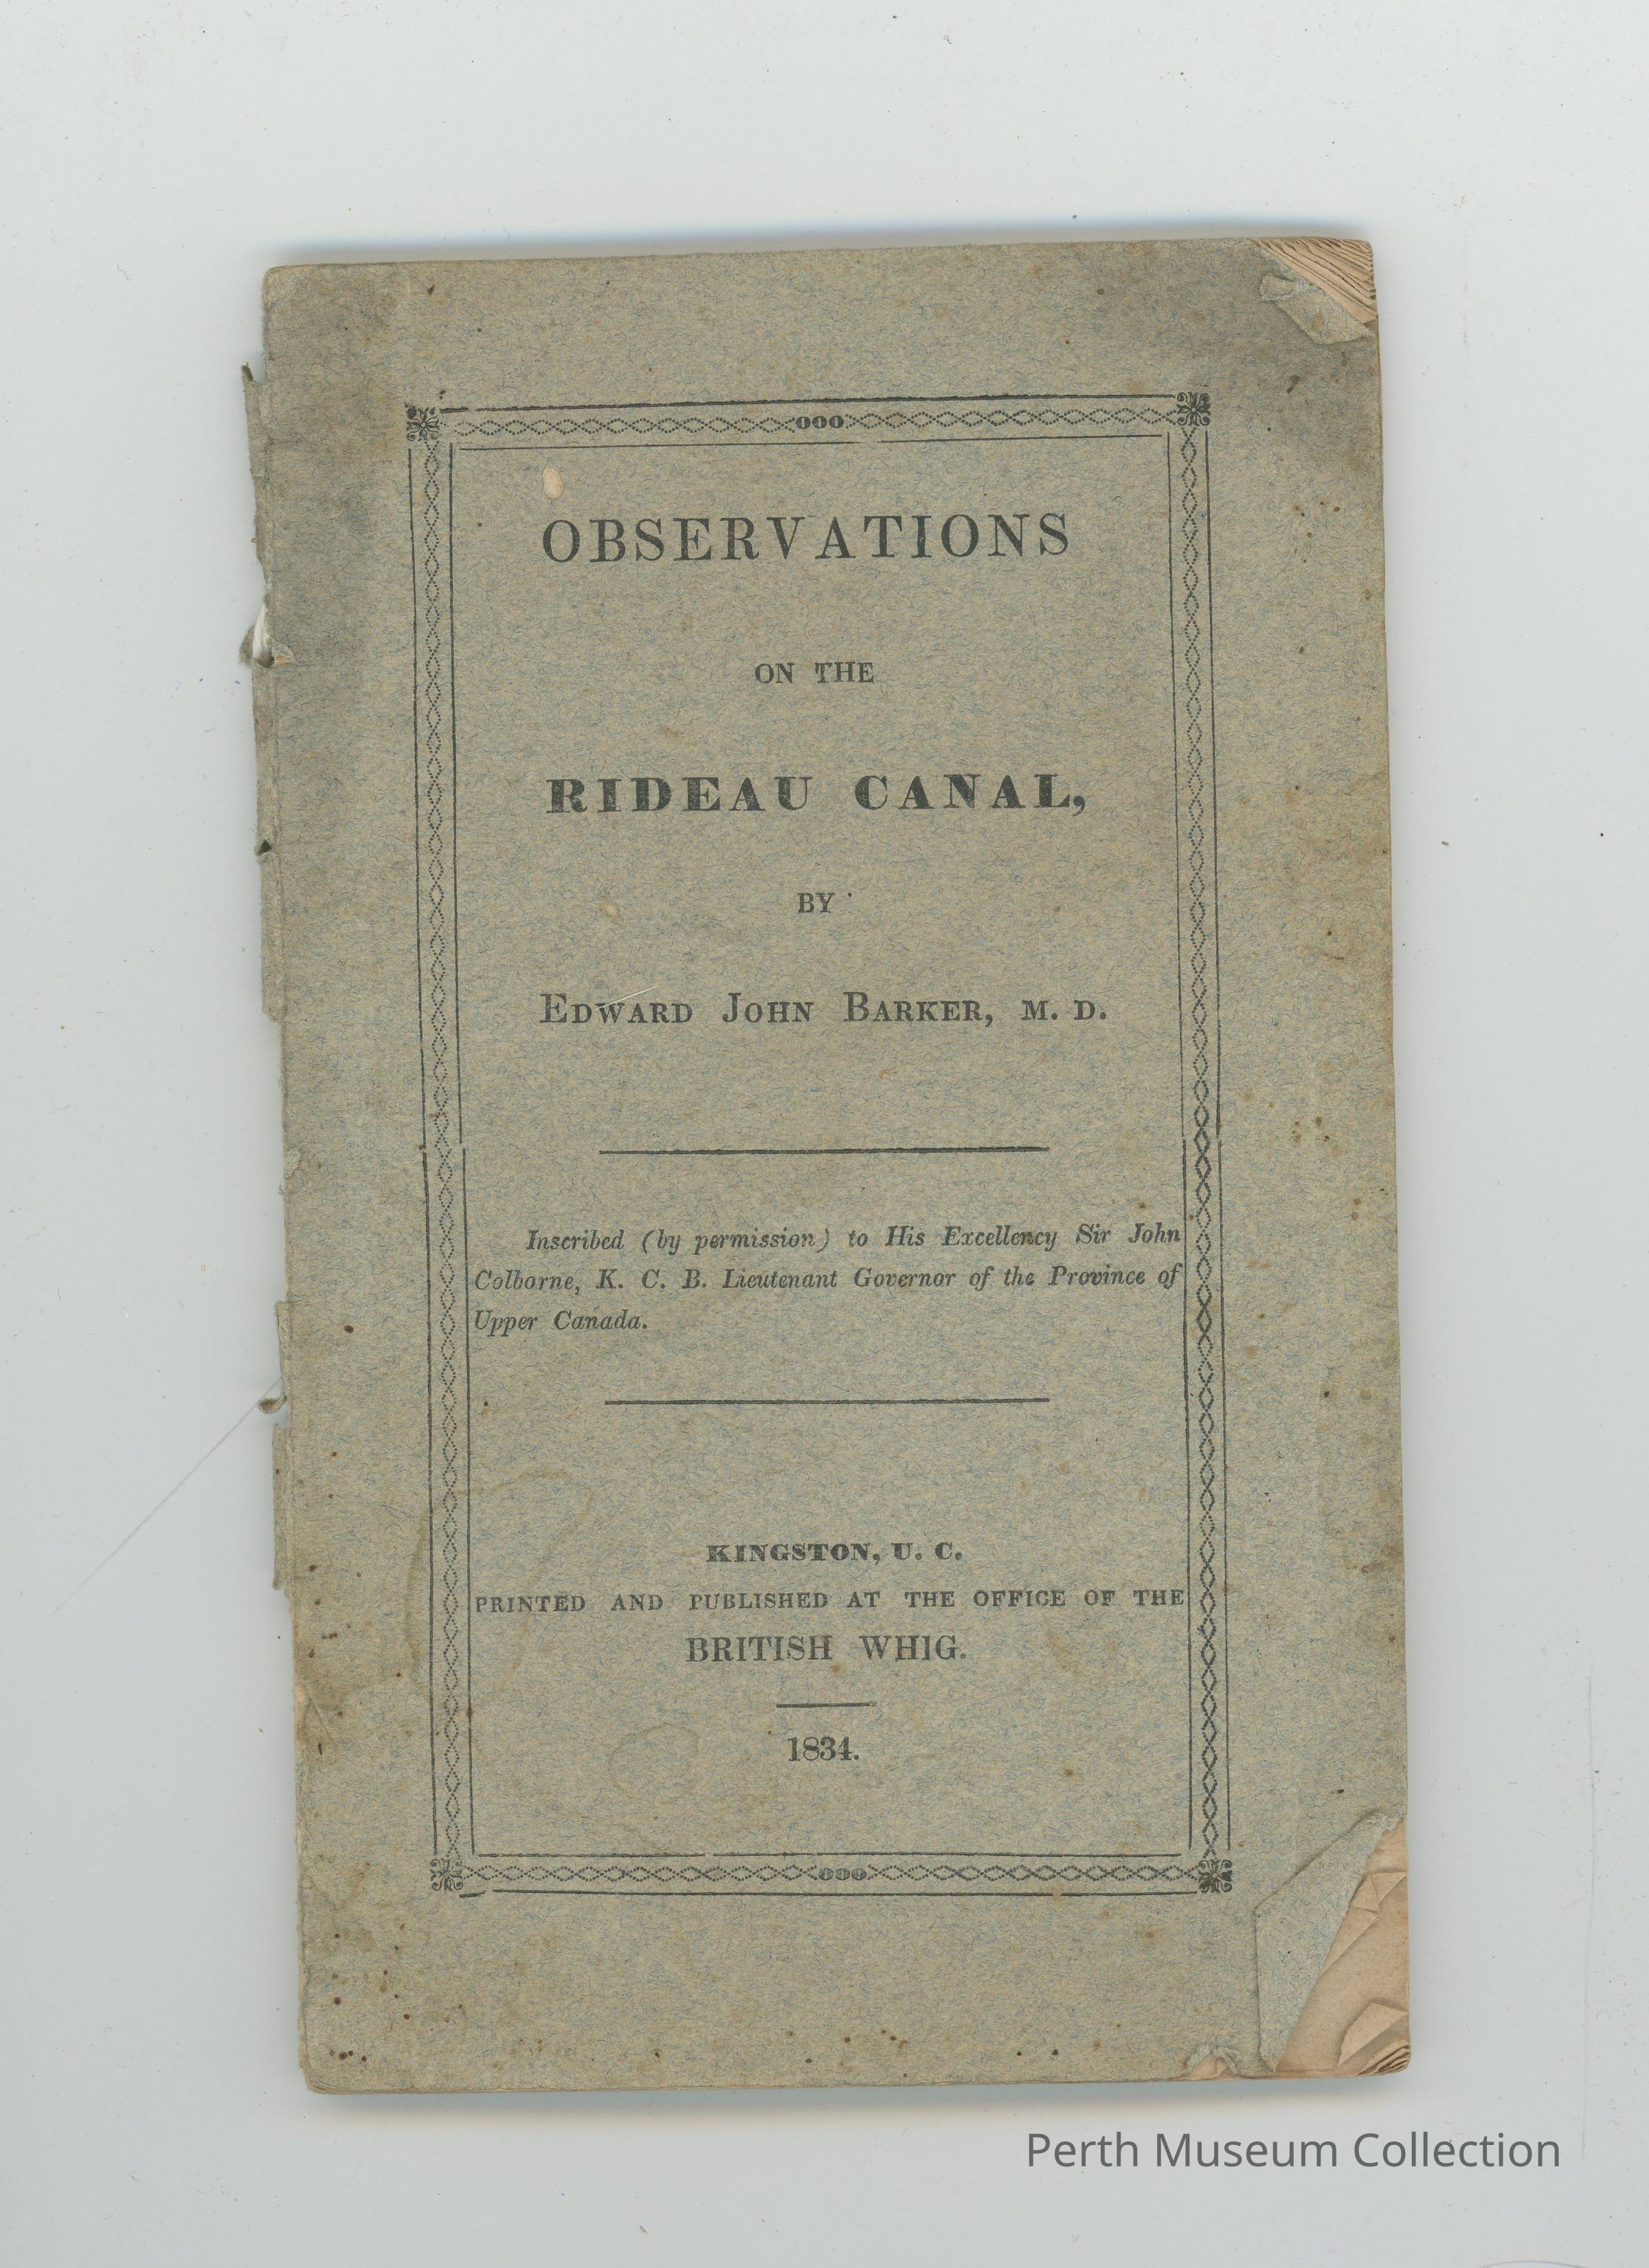 OBSERVATIONS
ON THE
RIDEAU CANAL,
BY
EDWARD JOHN BARKER, M. D.
Inscribed (by permission) to His Excellency Sir John
Colborne, K. C. B. Lieutenant Governor of the Province of
Upper Canada.
KINGSTON, U. C.
PRINTED AND PUBLISHED AT THE OFFICE OF THE
BRITISH WHIG.
1834.
Perth Museum Collection